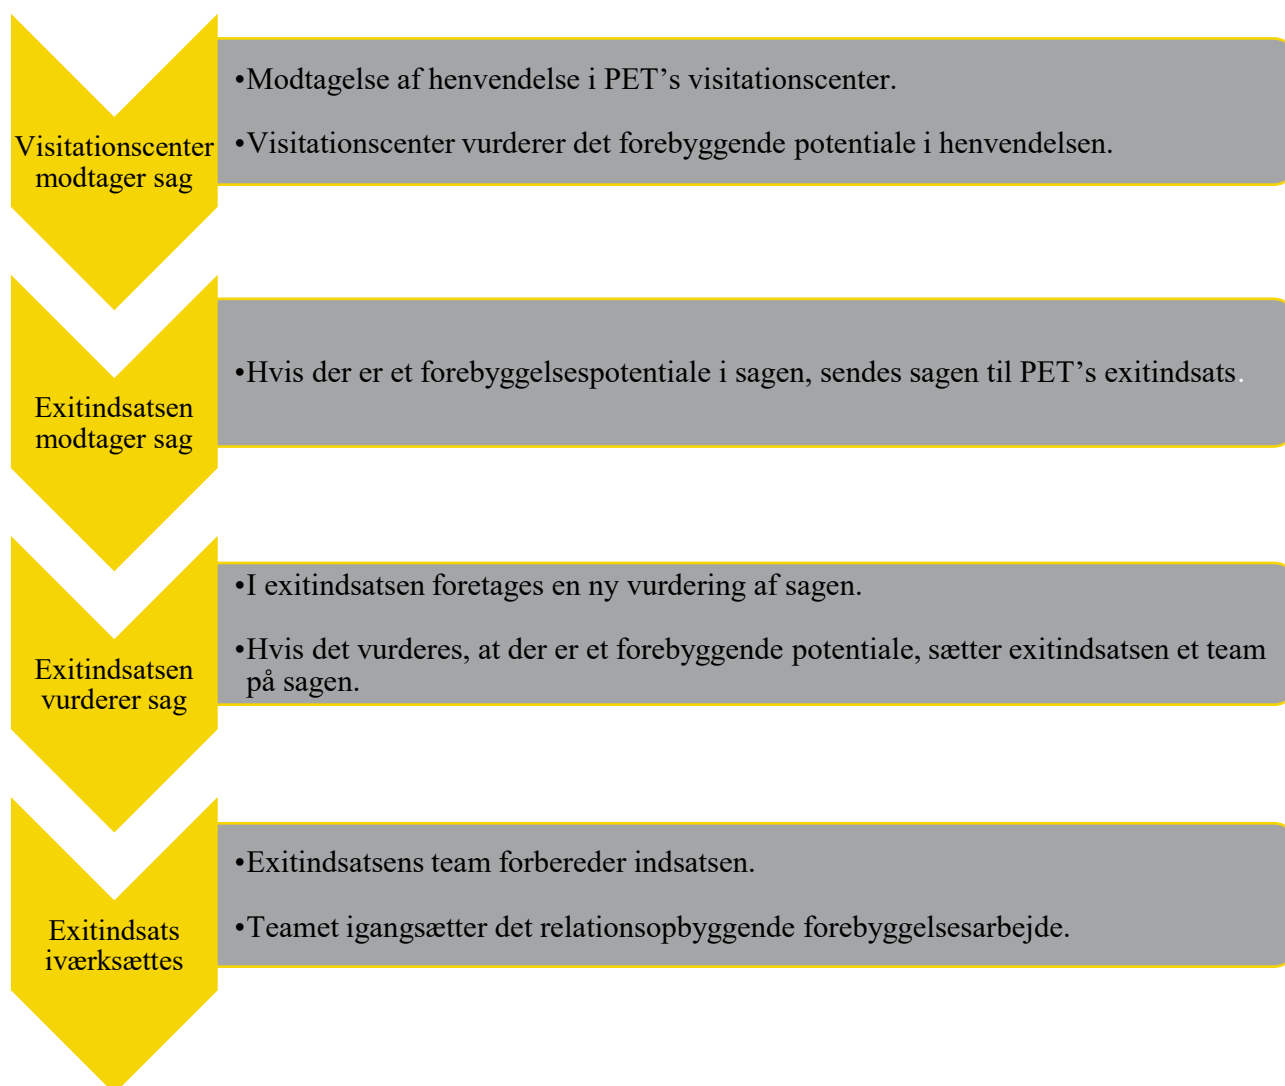 Visitationscenter
modtager sag
•Modtagelse af henvendelse i PET’s visitationscenter.
•Visitationscenter vurderer det forebyggende potentiale i henvendelsen.
Exitindsatsen
modtager sag
•Hvis der er et forebyggelsespotentiale i sagen, sendes sagen til PET’s exitindsats.
Exitindsatsen
vurderer sag
•I exitindsatsen foretages en ny vurdering af sagen.
•Hvis det vurderes, at der er et forebyggende potentiale, sætter exitindsatsen et team
på sagen.
Exitindsats
iværksættes
•Exitindsatsens team forbereder indsatsen.
•Teamet igangsætter det relationsopbyggende forebyggelsesarbejde.